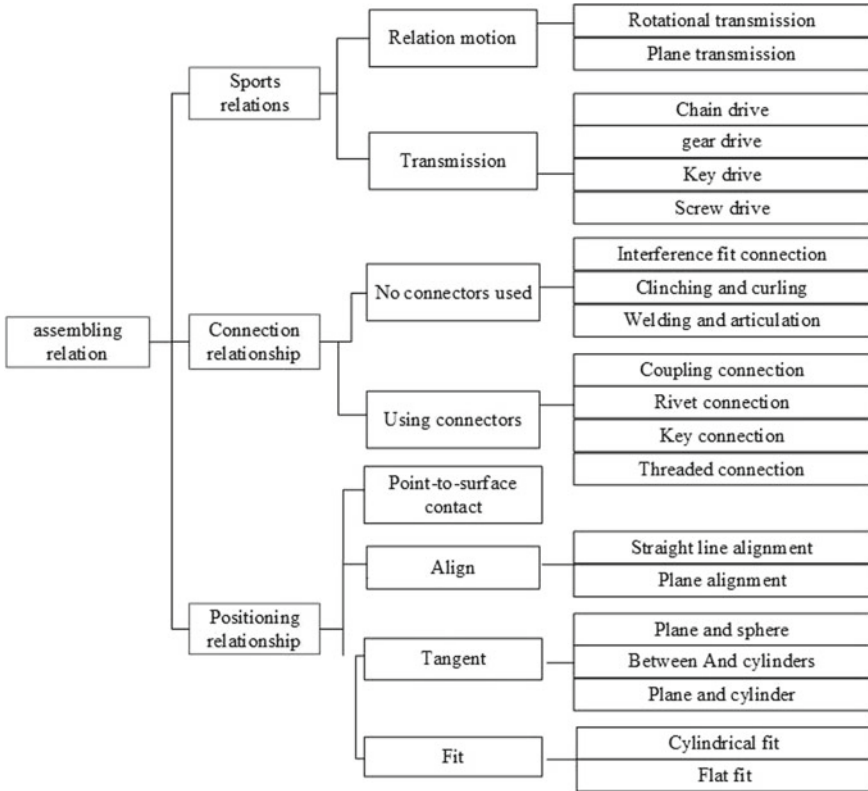 Relation motion
Rotational transmission
Plane transmission
Sports
relations
Transmission
Chain drive
gear drive
Key drive
Screw drive
assembling
relation
Connection
relationship
No connectors used
Interference fit connection
Clinching and curling
Welding and articulation
Using connectors
Coupling connection
Rivet connection
Key connection
Threaded connection
Positioning
relationship
Point-to-surface
contact
Align
Straight line alignment
Plane alignment
Tangent
Plane and sphere
Between And cylinders
Plane and cylinder
Fit
Cylindrical fit
Flat fit